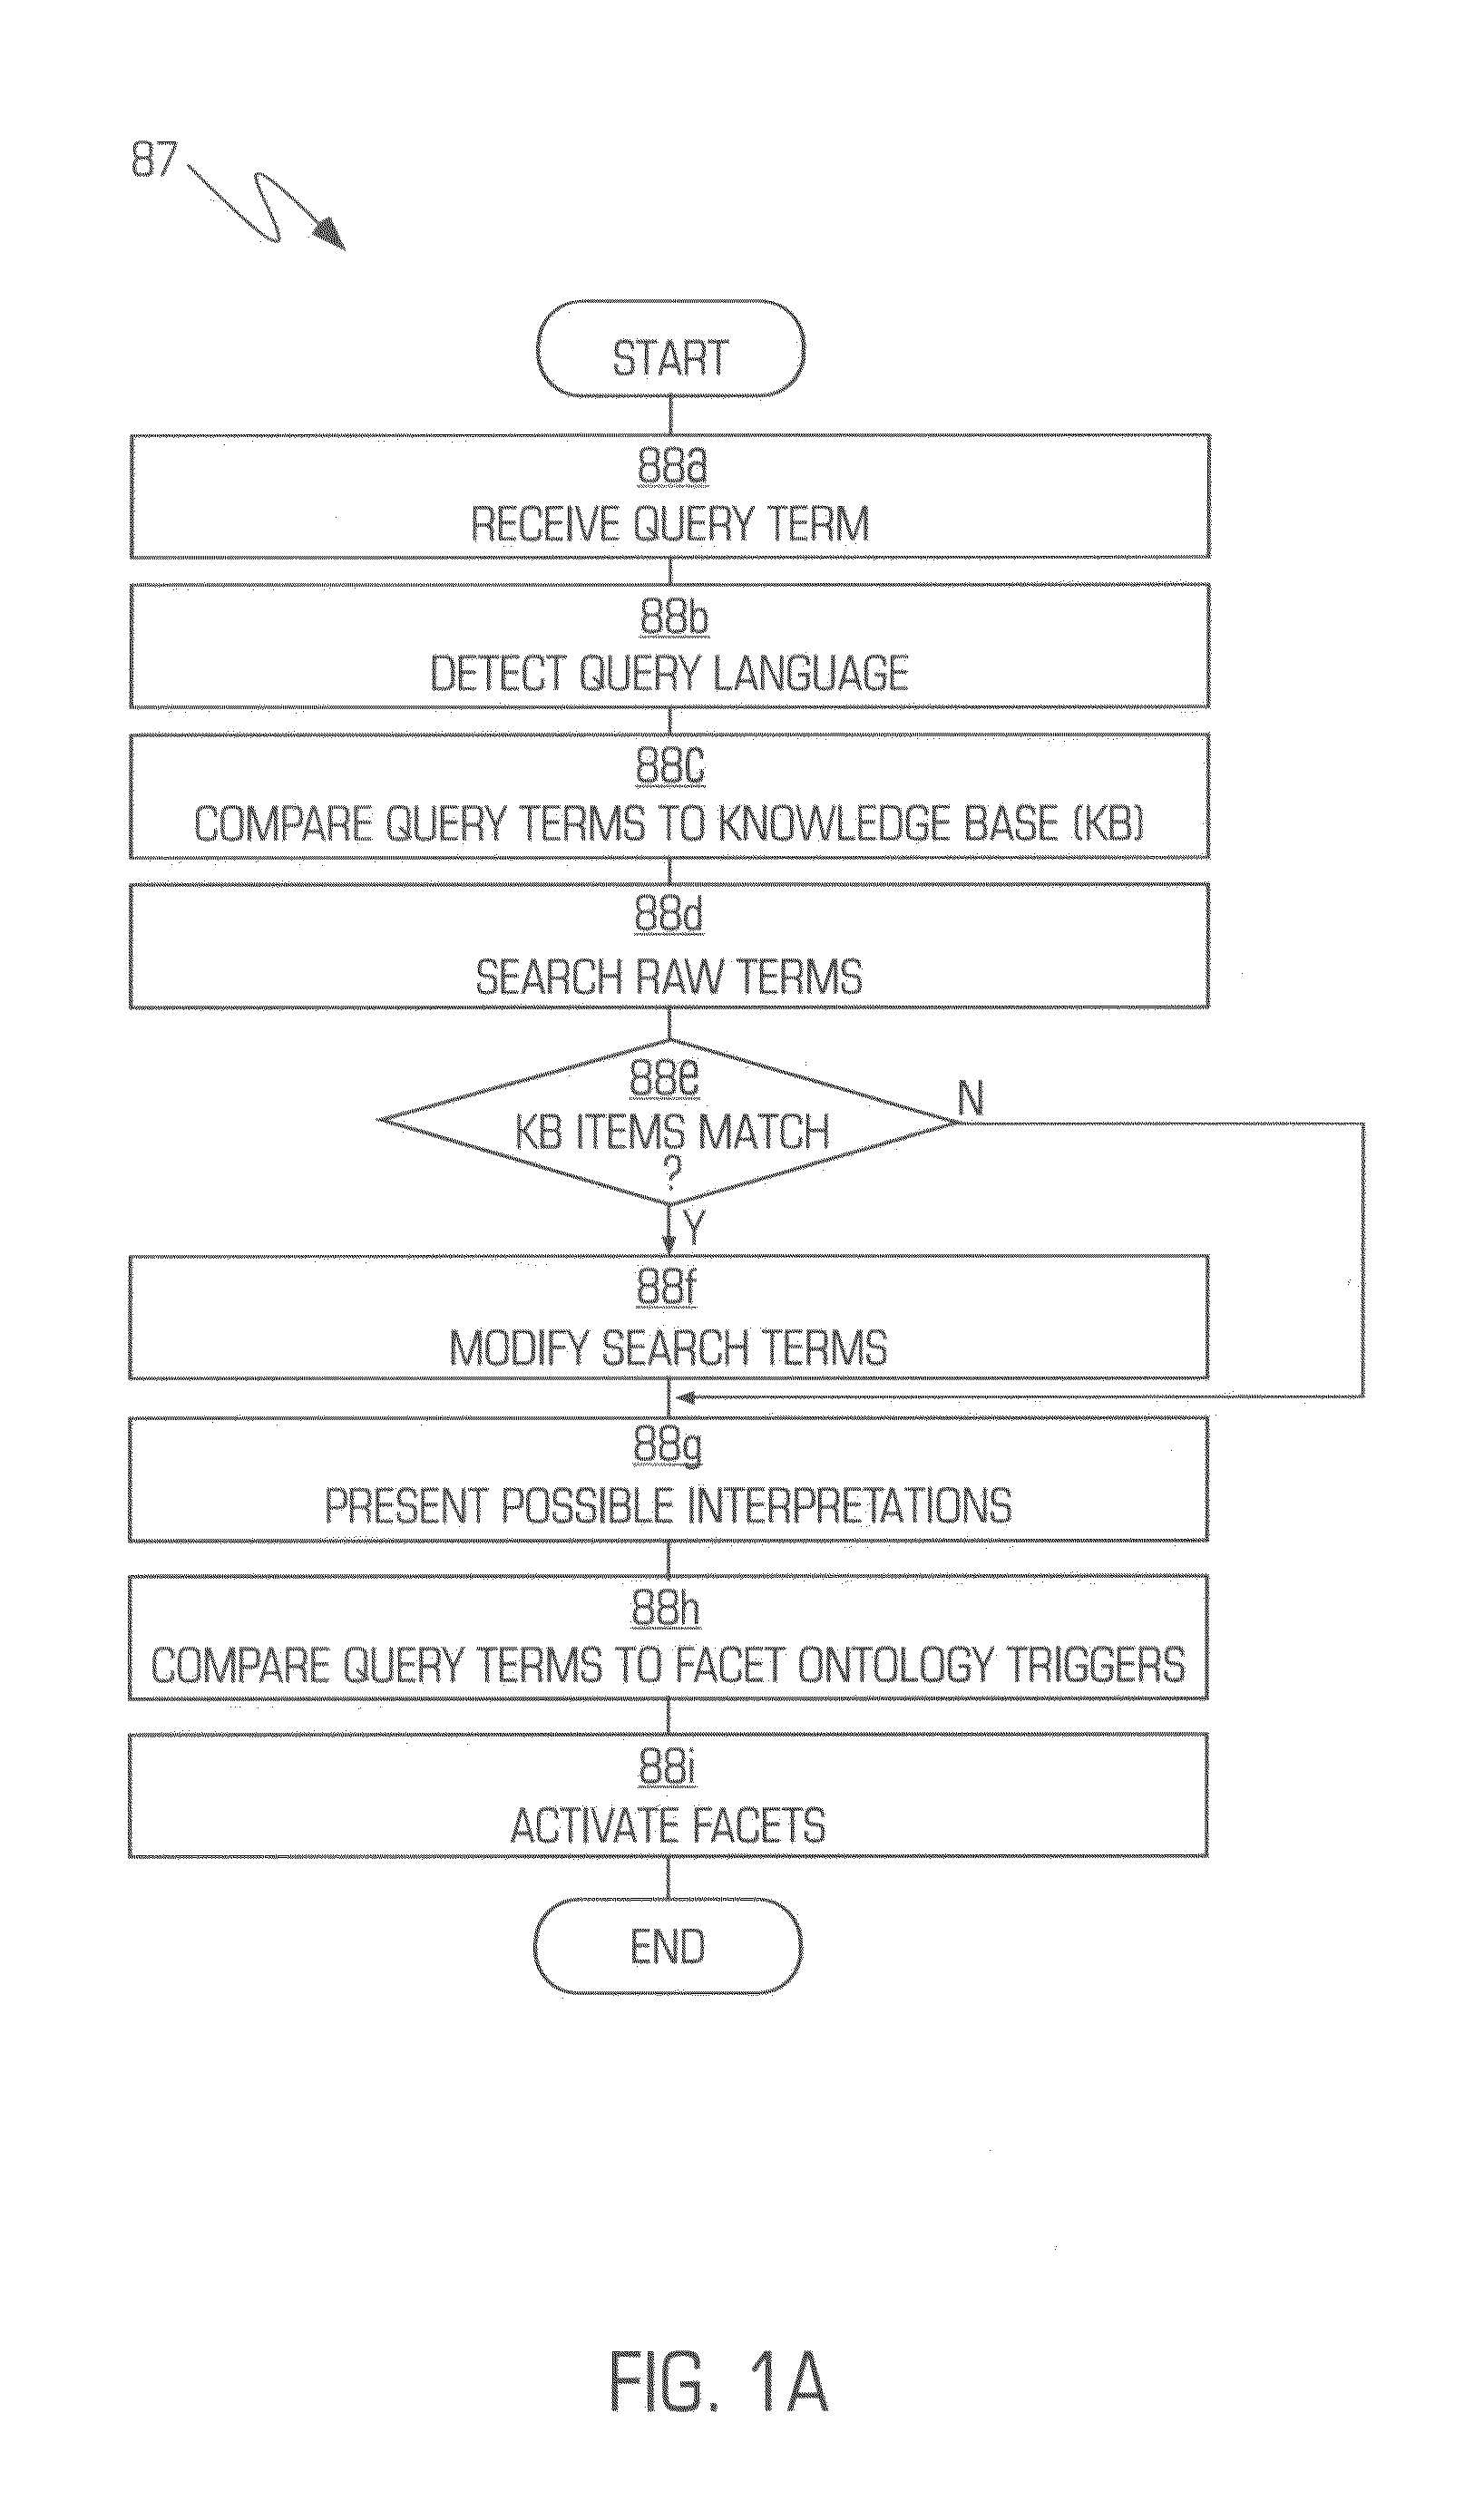 87
START
88a
RECEIVE QUERY TERM
88b
DETECT QUERY LANGUAGE
88c
COMPARE QUERY TERMS TO KNOWLEDGE BASE (KB)
88d
SEARCH RAW TERMS
88e
KB ITEMS MATCH
?
N
Y
88f
MODIFY SEARCH TERMS
88g
PRESENT POSSIBLE INTERPRETATIONS
88h
COMPARE QUERY TERMS TO FACET ONTOLOGY TRIGGERS
88i
ACTIVATE FACETS
END
FIG. 1A